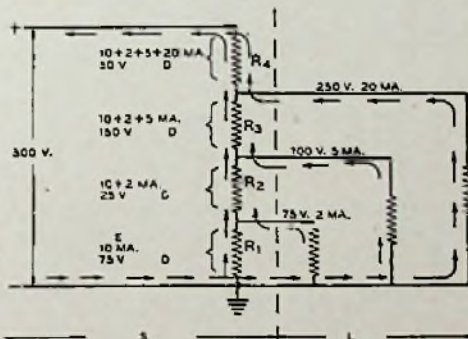 +
10+2+5+20 MA.
50 V D
R4
250 V. 20 MA.
10+2+5 MA.
150 V D
R3
300 V.
100 V. 5 MA.
10+2 MA.
25 V D
R2
75 V. 2 MA.
E
10 MA.
75 V D
R1
-
S L